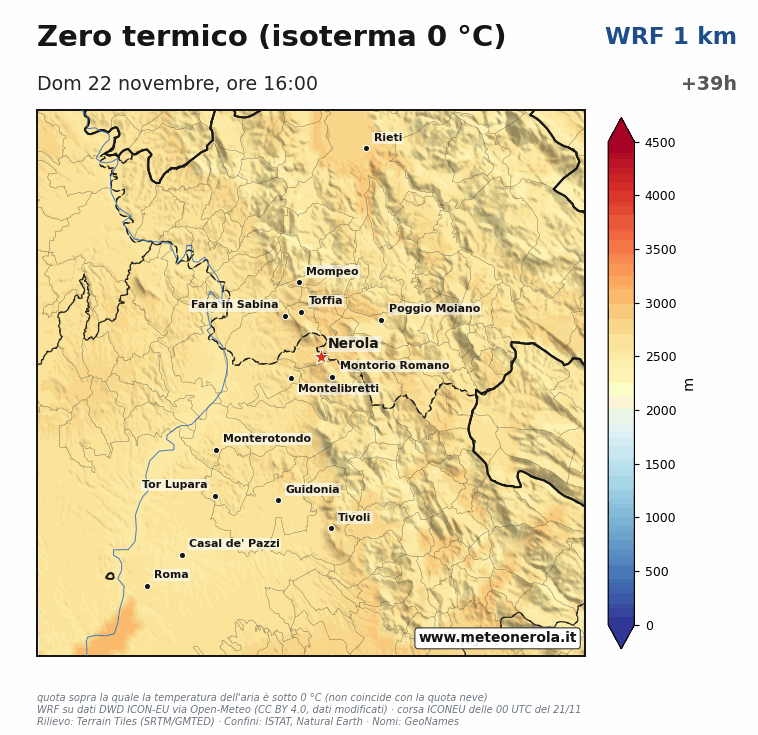 Zero termico (isoterma 0 °C)
WRF 1 km
Dom 22 novembre, ore 16:00
+39h
Rieti
Mompeo
Toffia
Fara in Sabina
Poggio Moiano
Nerola
Montorio Romano
Montelibretti
Monterotondo
Tor Lupara
Guidonia
Tivoli
Casal de' Pazzi
Roma
www.meteonerola.it
4500
4000
3500
3000
2500
2000
1500
1000
500
0
m
quota sopra la quale la temperatura dell'aria è sotto 0 °C (non coincide con la quota neve)
WRF su dati DWD ICON-EU via Open-Meteo (CC BY 4.0, dati modificati) · corsa ICONEU delle 00 UTC del 21/11
Rilievo: Terrain Tiles (SRTM/GMTED) · Confini: ISTAT, Natural Earth · Nomi: GeoNames